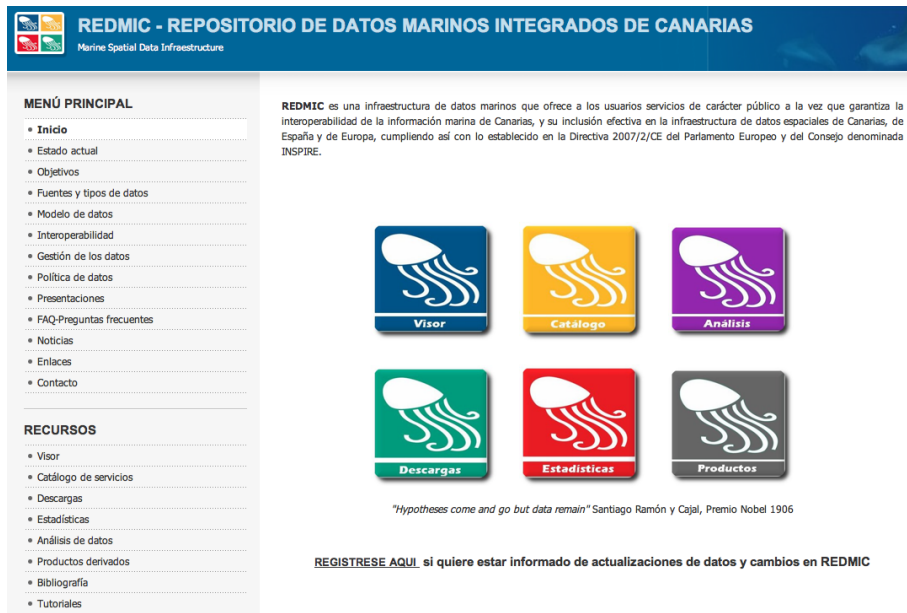 REDMIC - REPOSITORIO DE DATOS MARINOS INTEGRADOS DE CANARIAS
Marine Spatial Data Infrastructure
MENÚ PRINCIPAL
Inicio
Estado actual
Objetivos
Fuentes y tipos de datos
Modelo de datos
Interoperabilidad
Gestión de los datos
Política de datos
Presentaciones
FAQ-Preguntas frecuentes
Noticias
Enlaces
Contacto
RECURSOS
Visor
Catálogo de servicios
Descargas
Estadísticas
Análisis de datos
Productos derivados
Bibliografía
Tutoriales
REDMIC es una infraestructura de datos marinos que ofrece a los usuarios servicios de carácter público a la vez que garantiza la
interoperabilidad de la información marina de Canarias, y su inclusión efectiva en la infraestructura de datos espaciales de Canarias, de
España y de Europa, cumpliendo así con lo establecido en la Directiva 2007/2/CE del Parlamento Europeo y del Consejo denominada
INSPIRE.
Visor
Catálogo
Análisis
Descargas
Estadísticas
Productos
"Hypotheses come and go but data remain" Santiago Ramón y Cajal, Premio Nobel 1906
REGISTRESE AQUI si quiere estar informado de actualizaciones de datos y cambios en REDMIC